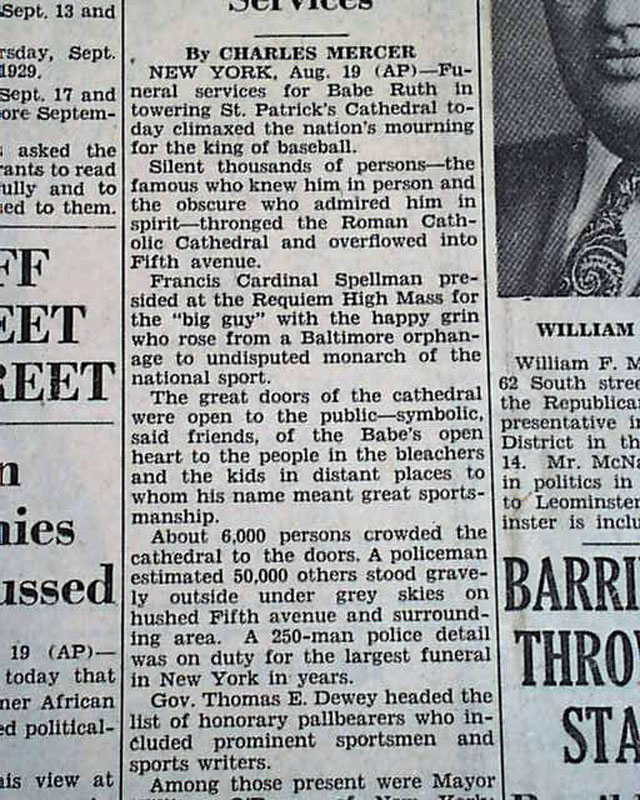 Sept. 13 and
rsday, Sept.
1929.
Sept. 17 and
ore Septem-
asked the
rants to read
ully and to
ed to them.
FF
EET
REET
n
nies
ussed
19 (AP)—
today that
ner African
ed political-
is view at
Services
By CHARLES MERCER
NEW YORK, Aug. 19 (AP)—Fu-
neral services for Babe Ruth in
towering St. Patrick's Cathedral to-
day climaxed the nation's mourning
for the king of baseball.
Silent thousands of persons—the
famous who knew him in person and
the obscure who admired him in
spirit—thronged the Roman Cath-
olic Cathedral and overflowed into
Fifth avenue.
Francis Cardinal Spellman pre-
sided at the Requiem High Mass for
the "big guy" with the happy grin
who rose from a Baltimore orphan-
age to undisputed monarch of the
national sport.
The great doors of the cathedral
were open to the public—symbolic,
said friends, of the Babe's open
heart to the people in the bleachers
and the kids in distant places to
whom his name meant great sports-
manship.
About 6,000 persons crowded the
cathedral to the doors. A policeman
estimated 50,000 others stood grave-
ly outside under grey skies on
hushed Fifth avenue and surround-
ing area. A 250-man police detail
was on duty for the largest funeral
in New York in years.
Gov. Thomas E. Dewey headed the
list of honorary pallbearers who in-
cluded prominent sportsmen and
sports writers.
Among those present were Mayor
WILLIAM
William F. M
62 South stree
the Republica
presentative i
District in th
14. Mr. McNa
in politics in
to Leominster
inster is inclu
BARRI
THRO
STA